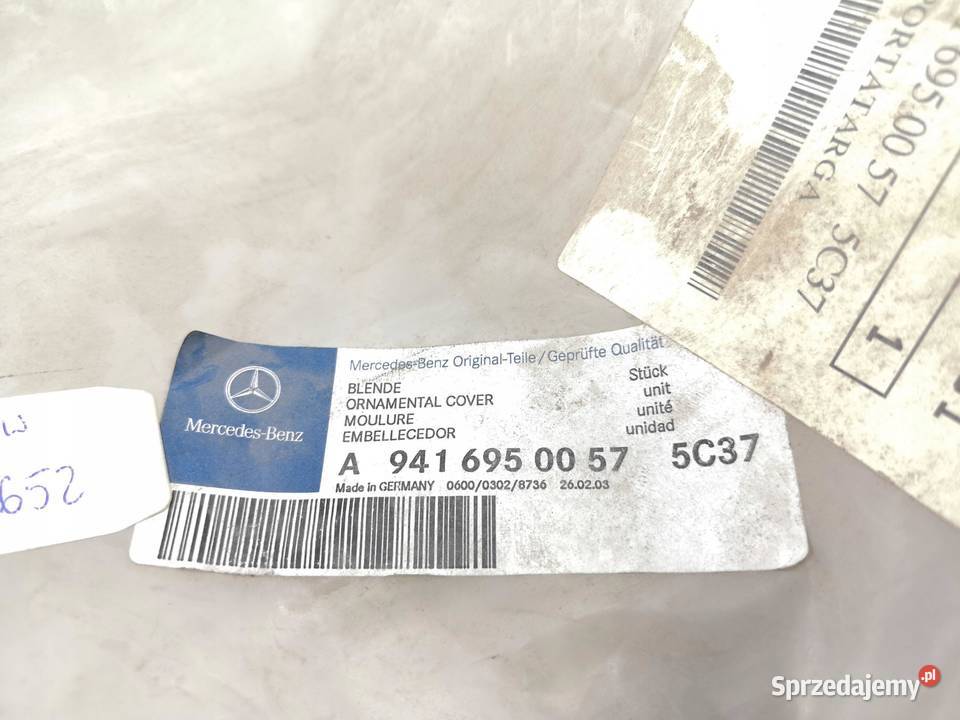 Mercedes-Benz Original-Teile/Geprüfte Qualität
BLENDE
ORNAMENTAL COVER
MOULURE
EMBELLECEDOR
Stück
unit
unité
unidad
Mercedes-Benz
A 941 695 00 57 5C37
Made in GERMANY 0600/0302/8736 26.02.03
695.00 57
PORTATARGA 5C37
1
Sprzedajemy.pl